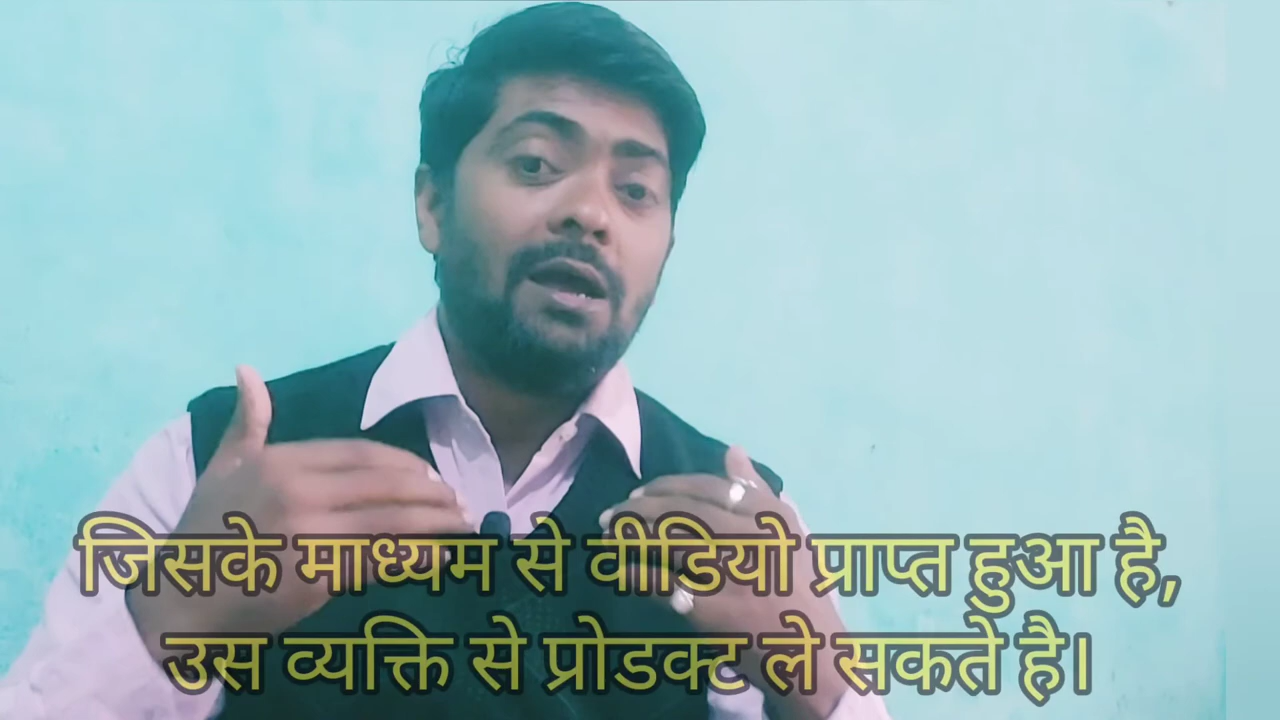 जिसके माध्यम से वीडियो प्राप्त हुआ है,
उस व्यक्ति से प्रोडक्ट ले सकते है।